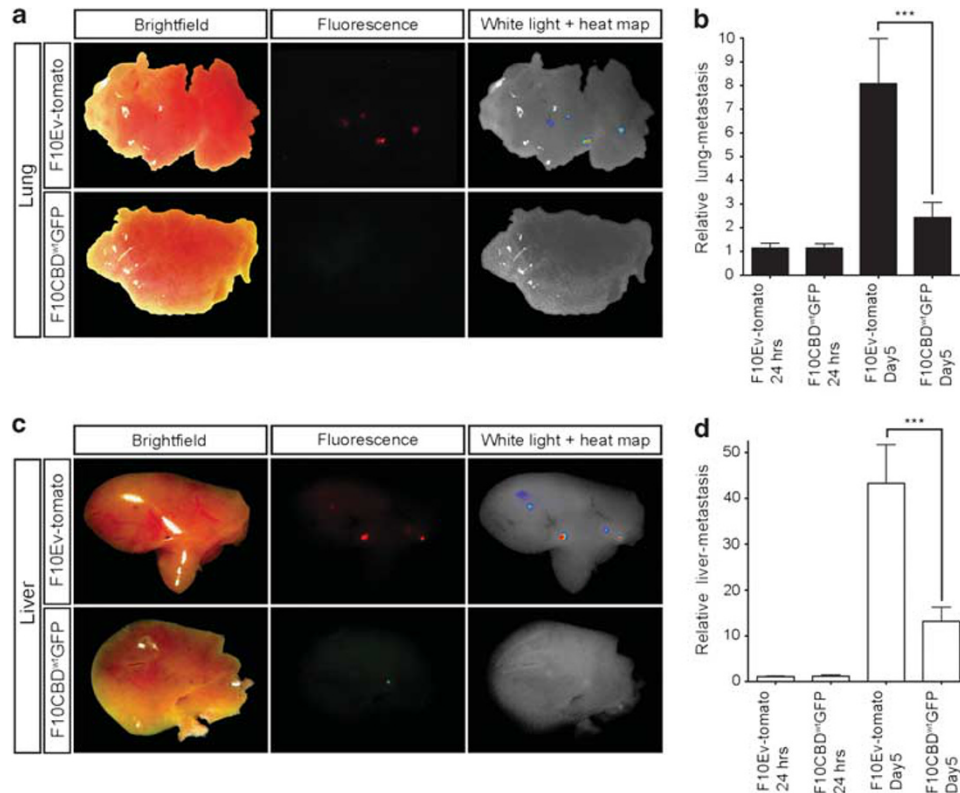 a
Brightfield
Fluorescence
White light + heat map
Lung
F10Ev-tomato
F10CBDʷᵗGFP
b
***
Relative lung-metastasis
10
9
8
7
6
5
4
3
2
1
0
F10Ev-tomato
24 hrs
F10CBDʷᵗGFP
24 hrs
F10Ev-tomato
Day5
F10CBDʷᵗGFP
Day5
c
Brightfield
Fluorescence
White light + heat map
Liver
F10Ev-tomato
F10CBDʷᵗGFP
d
***
Relative liver-metastasis
50
40
30
20
10
0
F10Ev-tomato
24 hrs
F10CBDʷᵗGFP
24 hrs
F10Ev-tomato
Day5
F10CBDʷᵗGFP
Day5